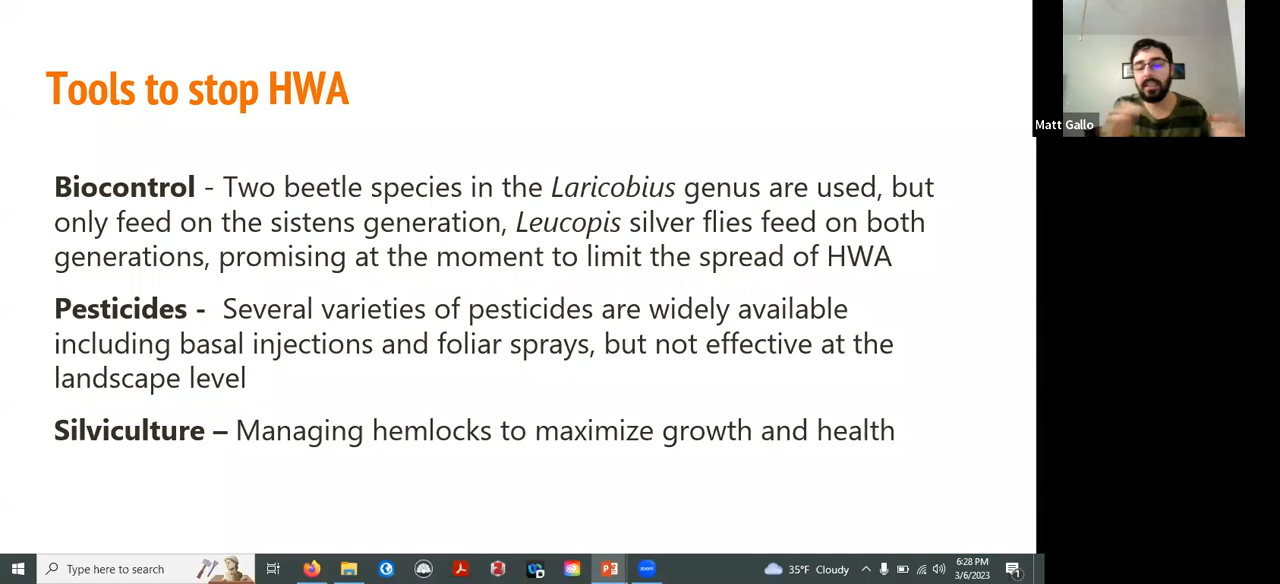 Tools to stop HWA
Matt Gallo
Biocontrol - Two beetle species in the Laricobius genus are used, but
only feed on the sistens generation, Leucopis silver flies feed on both
generations, promising at the moment to limit the spread of HWA
Pesticides - Several varieties of pesticides are widely available
including basal injections and foliar sprays, but not effective at the
landscape level
Silviculture – Managing hemlocks to maximize growth and health
Type here to search
zoom
35°F Cloudy
6:28 PM
3/6/2023
1